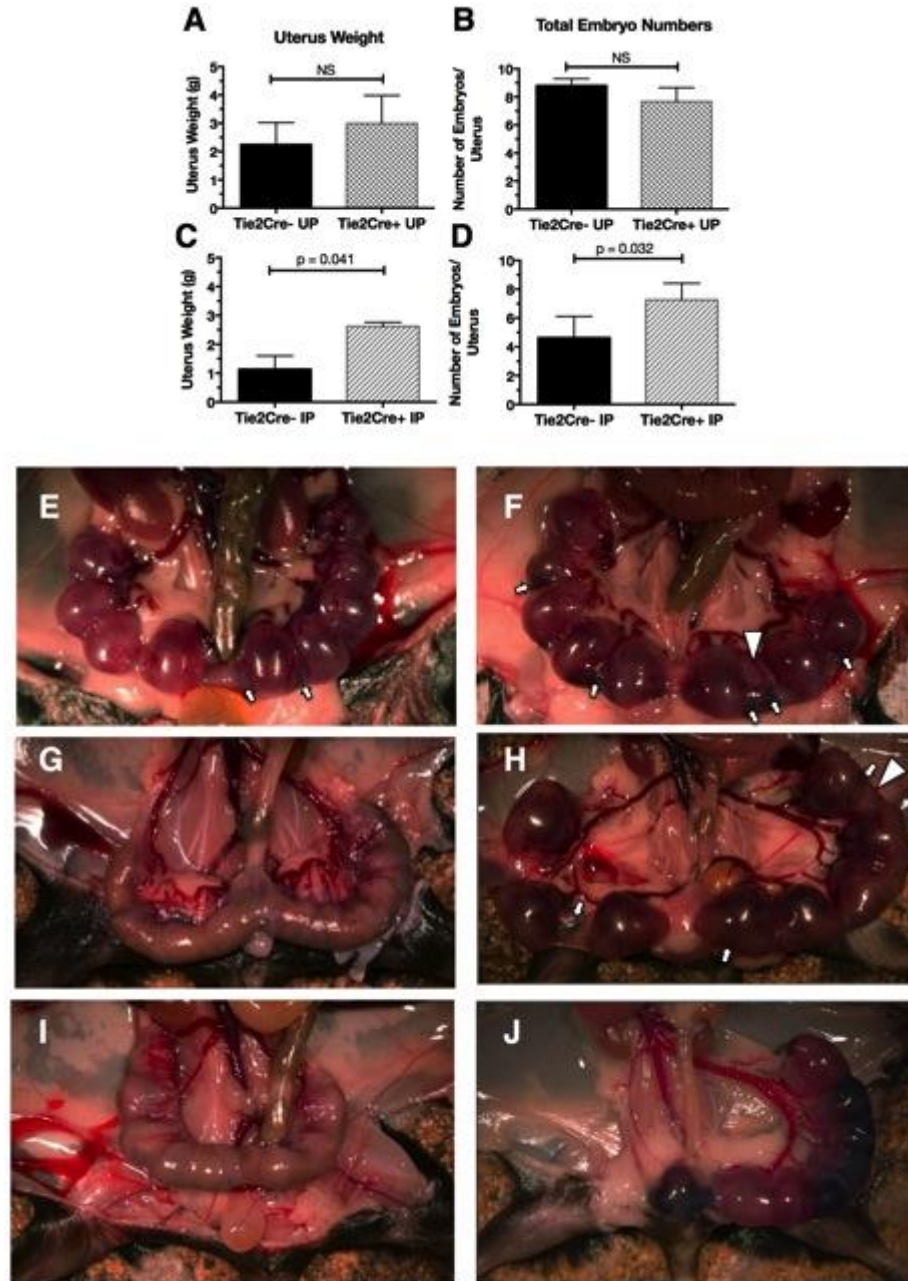 A
Uterus Weight
NS
Uterus Weight (g)
5
4
3
2
1
0
Tie2Cre- UP
Tie2Cre+ UP
B
Total Embryo Numbers
NS
Number of Embryos/
Uterus
10
8
6
4
2
0
Tie2Cre- UP
Tie2Cre+ UP
C
p = 0.041
Uterus Weight (g)
5
4
3
2
1
0
Tie2Cre- IP
Tie2Cre+ IP
D
p = 0.032
Number of Embryos/
Uterus
10
8
6
4
2
0
Tie2Cre- IP
Tie2Cre+ IP
E
F
G
H
I
J